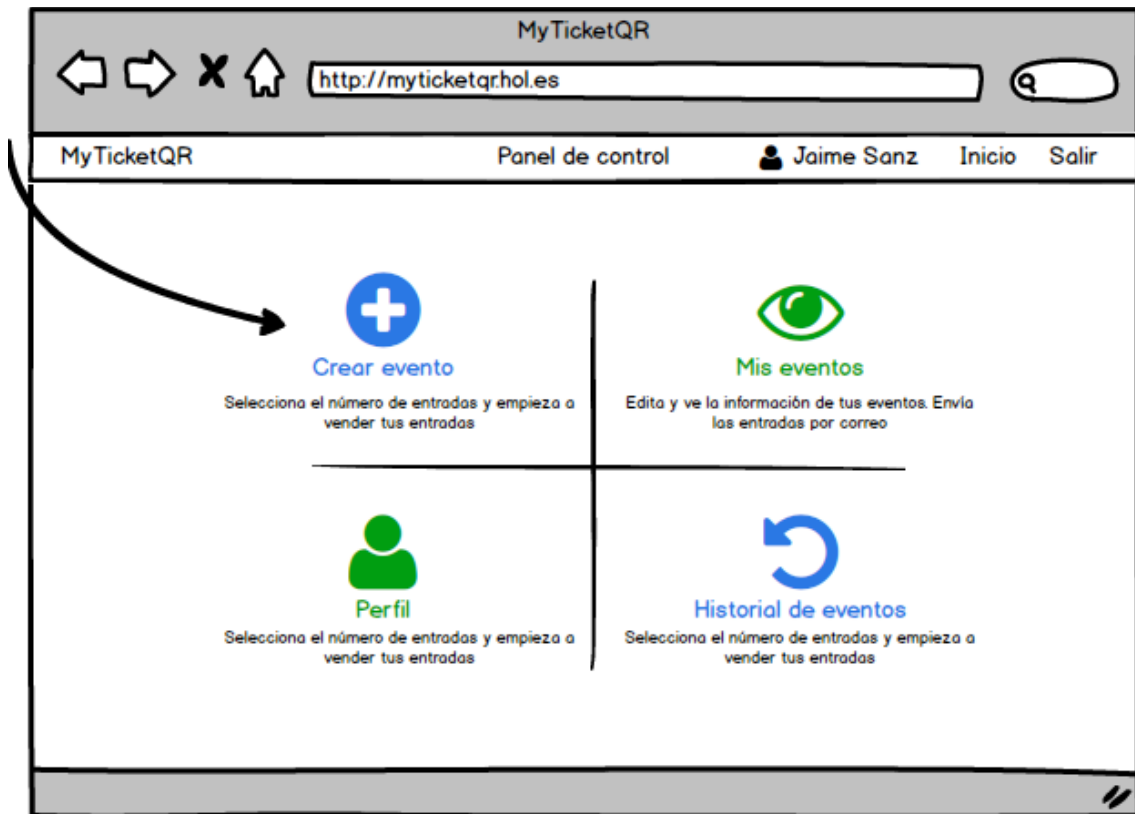 MyTicketQR
http://myticketqr.hol.es
MyTicketQR Panel de control Jaime Sanz Inicio Salir
Crear evento
Selecciona el número de entradas y empieza a
vender tus entradas
Mis eventos
Edita y ve la información de tus eventos. Envía
las entradas por correo
Perfil
Selecciona el número de entradas y empieza a
vender tus entradas
Historial de eventos
Selecciona el número de entradas y empieza a
vender tus entradas